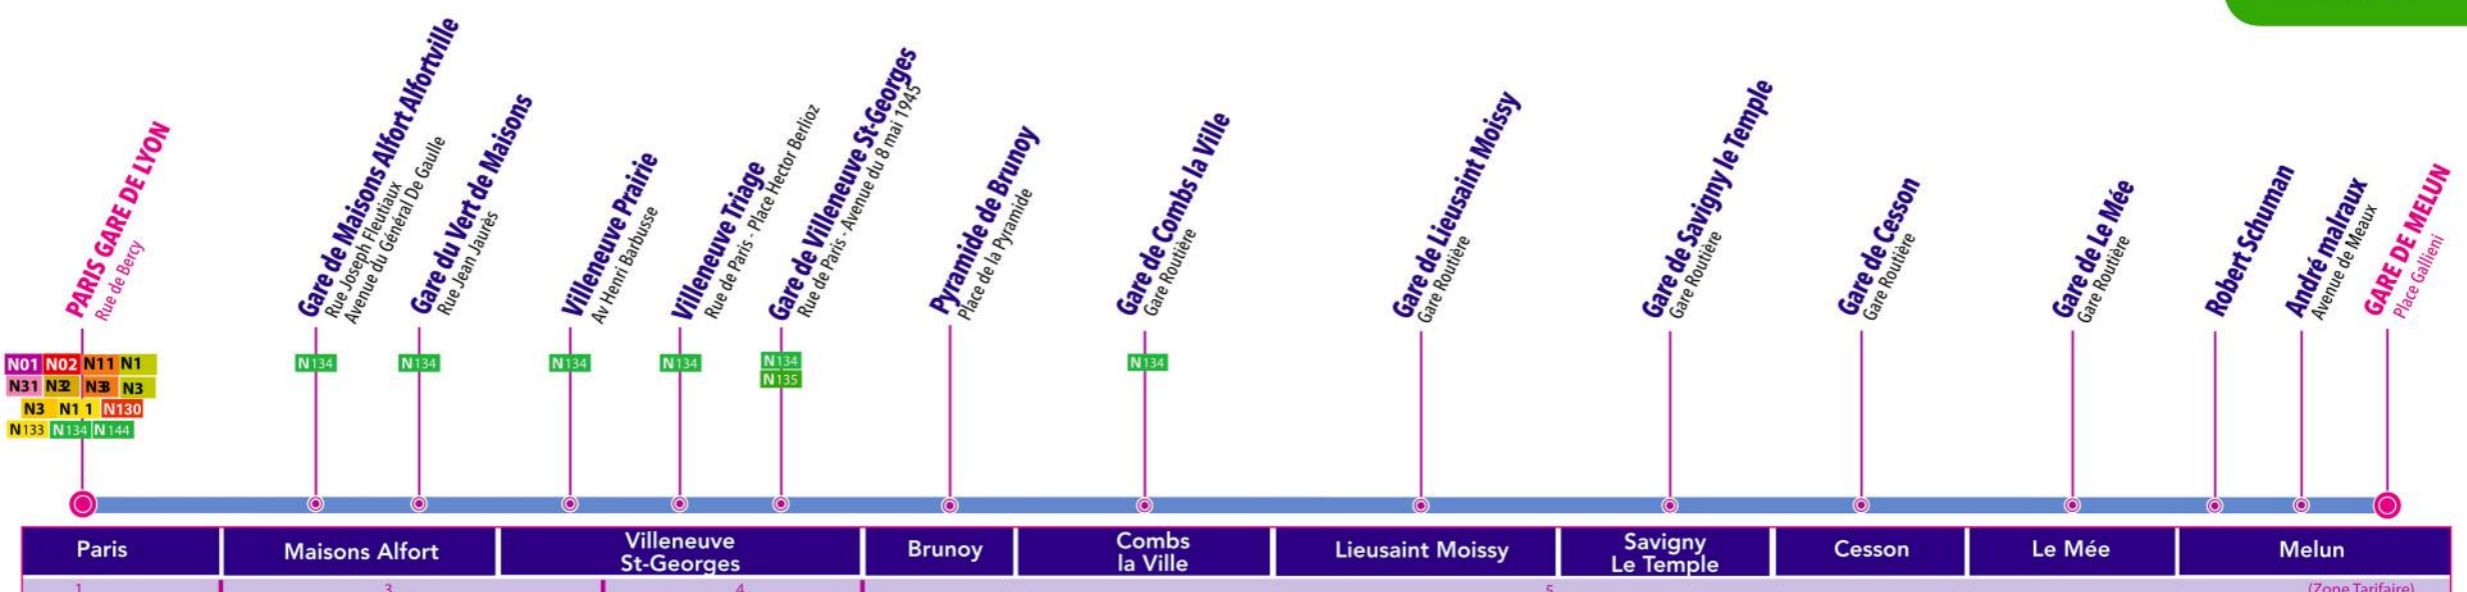 PARIS GARE DE LYON
Rue de Bercy
Gare de Maisons Alfort Alfortville
Rue Joseph Fleutiaux
Avenue du Général De Gaulle
Gare du Vert de Maisons
Rue Jean Jaurès
Villeneuve Prairie
Av Henri Barbusse
Villeneuve Triage
Rue de Paris - Place Hector Berlioz
Gare de Villeneuve St-Georges
Rue de Paris - Avenue du 8 mai 1945
Pyramide de Brunoy
Place de la Pyramide
Gare de Combs la Ville
Gare Routière
Gare de Lieusaint Moissy
Gare Routière
Gare de Savigny le Temple
Gare Routière
Gare de Cesson
Gare Routière
Gare de Le Mée
Gare Routière
Robert Schuman
André malraux
Avenue de Meaux
GARE DE MELUN
Place Gallieni
N01 N02 N11 N1
N31 N3
N3 N1 1 N130
N133 N134 N144
N134
N134
N134
N134
N134
N135
N134
Paris
Maisons Alfort
Villeneuve
St-Georges
Brunoy
Combs
la Ville
Lieusaint Moissy
Savigny
Le Temple
Cesson
Le Mée
Melun
1 3 4 5 (Zone Tarifaire)